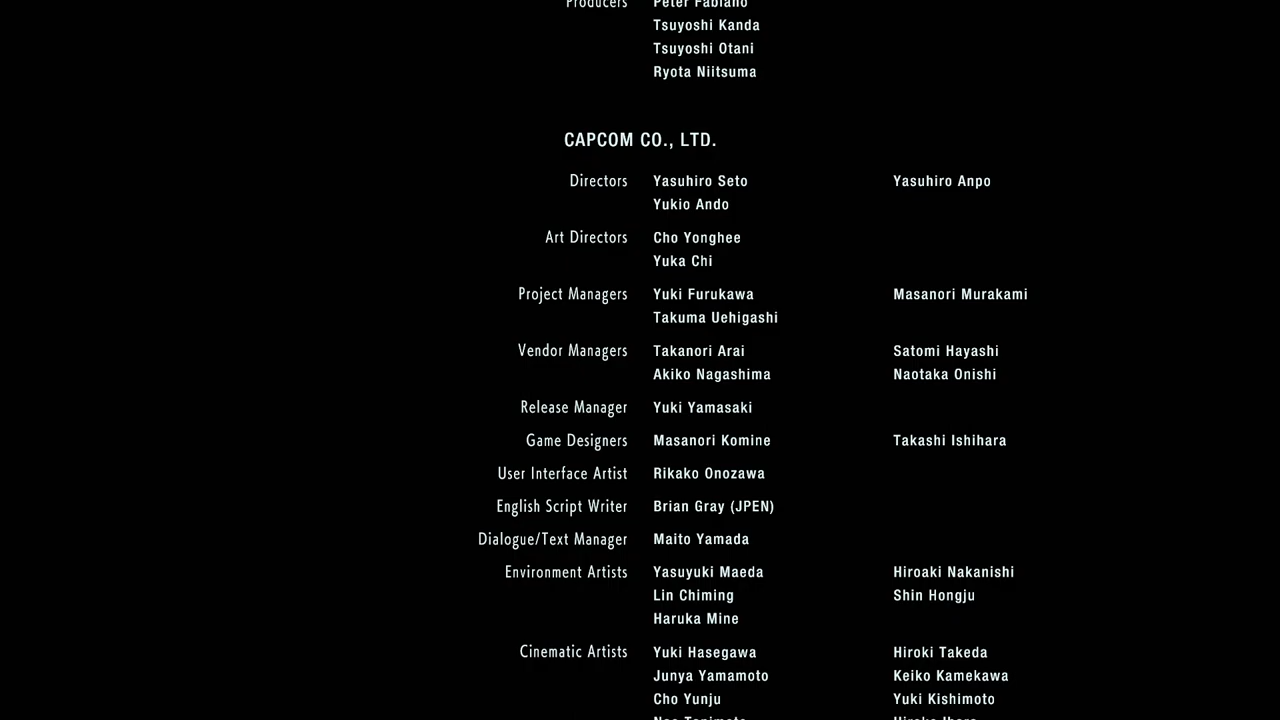 Producers Peter Fabiano
Tsuyoshi Kanda
Tsuyoshi Otani
Ryota Niitsuma
CAPCOM CO., LTD.
Directors Yasuhiro Seto Yasuhiro Anpo
Yukio Ando
Art Directors Cho Yonghee
Yuka Chi
Project Managers Yuki Furukawa Masanori Murakami
Takuma Uehigashi
Vendor Managers Takanori Arai Satomi Hayashi
Akiko Nagashima Naotaka Onishi
Release Manager Yuki Yamasaki
Game Designers Masanori Komine Takashi Ishihara
User Interface Artist Rikako Onozawa
English Script Writer Brian Gray (JPEN)
Dialogue/Text Manager Maito Yamada
Environment Artists Yasuyuki Maeda Hiroaki Nakanishi
Lin Chiming Shin Hongju
Haruka Mine
Cinematic Artists Yuki Hasegawa Hiroki Takeda
Junya Yamamoto Keiko Kamekawa
Cho Yunju Yuki Kishimoto